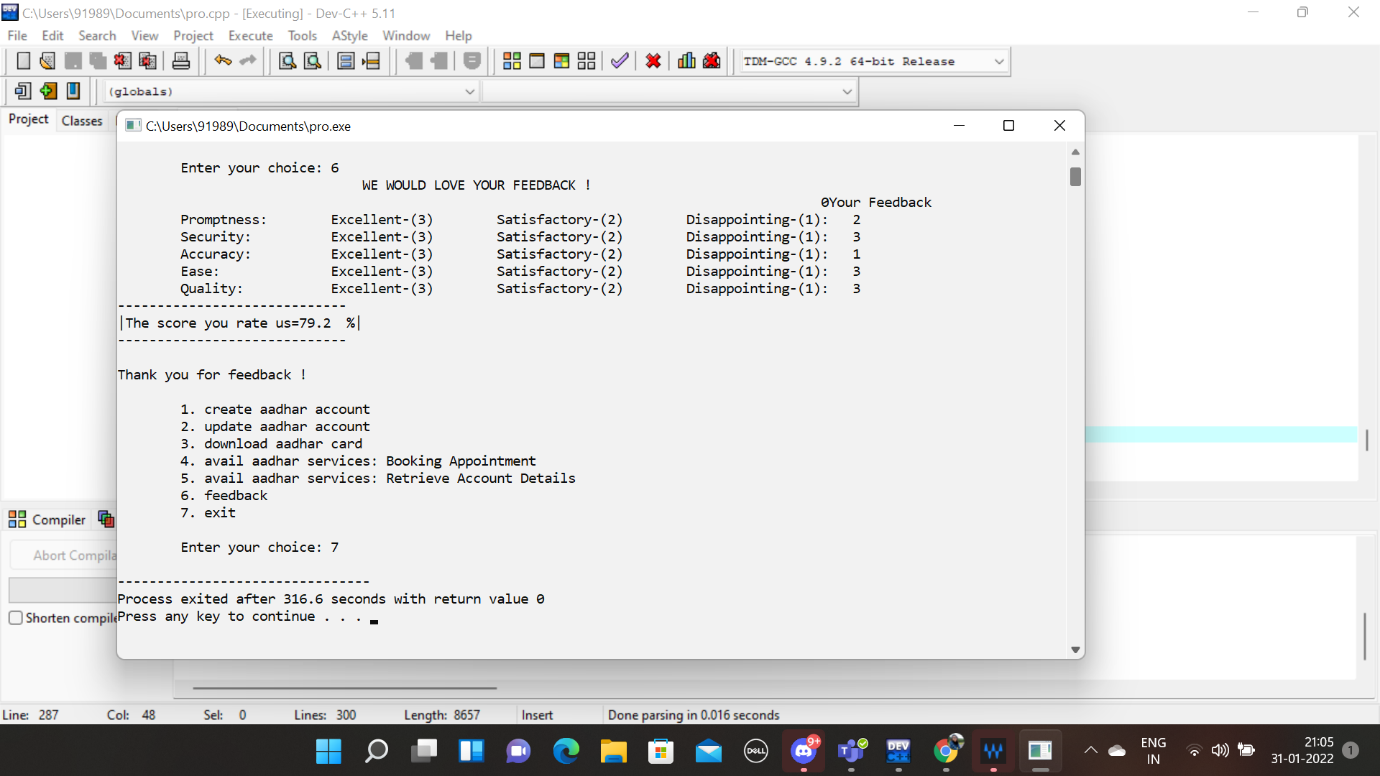 C:\Users\91989\Documents\pro.cpp - [Executing] - Dev-C++ 5.11
File Edit Search View Project Execute Tools AStyle Window Help
TDM-GCC 4.9.2 64-bit Release
(globals)
Project Classes
C:\Users\91989\Documents\pro.exe
Enter your choice: 6
WE WOULD LOVE YOUR FEEDBACK !
0Your Feedback
Promptness: Excellent-(3) Satisfactory-(2) Disappointing-(1): 2
Security: Excellent-(3) Satisfactory-(2) Disappointing-(1): 3
Accuracy: Excellent-(3) Satisfactory-(2) Disappointing-(1): 1
Ease: Excellent-(3) Satisfactory-(2) Disappointing-(1): 3
Quality: Excellent-(3) Satisfactory-(2) Disappointing-(1): 3
-----------------------------
|The score you rate us=79.2  %|
-----------------------------
Thank you for feedback !
1. create aadhar account
2. update aadhar account
3. download aadhar card
4. avail aadhar services: Booking Appointment
5. avail aadhar services: Retrieve Account Details
6. feedback
7. exit
Enter your choice: 7
--------------------------------
Process exited after 316.6 seconds with return value 0
Press any key to continue . . .
Compiler
Abort Compila
Shorten compile
Line: 287 Col: 48 Sel: 0 Lines: 300 Length: 8657 Insert Done parsing in 0.016 seconds
DELL
9+
DEV
C++
ENG
IN
21:05
31-01-2022
1